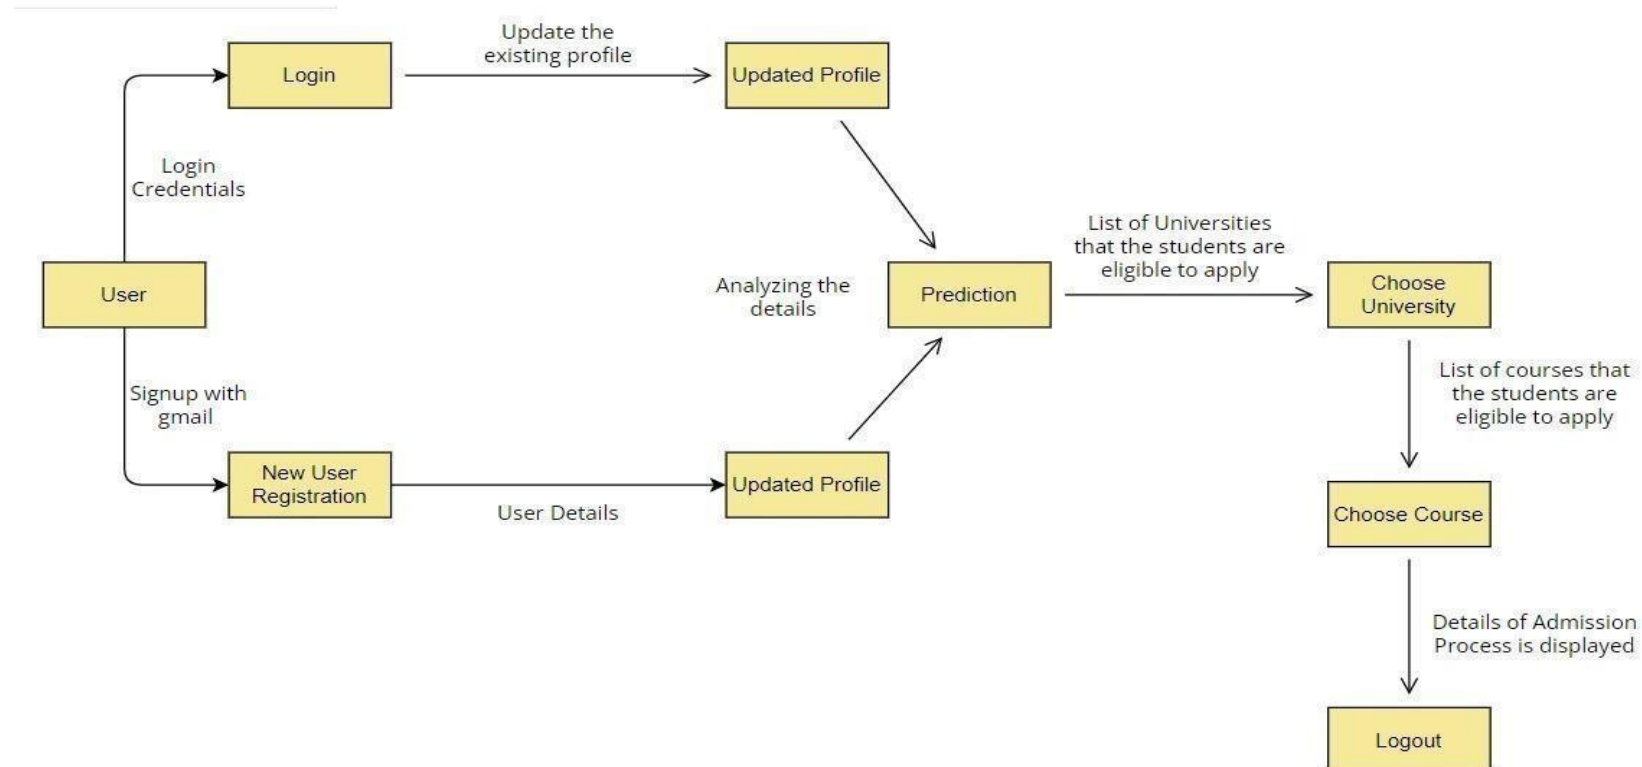 Update the
existing profile
Login
Updated Profile
Login
Credentials
List of Universities
that the students are
eligible to apply
User
Analyzing the
details
Prediction
Choose
University
Signup with
gmail
List of courses that
the students are
eligible to apply
New User
Registration
User Details
Updated Profile
Choose Course
Details of Admission
Process is displayed
Logout